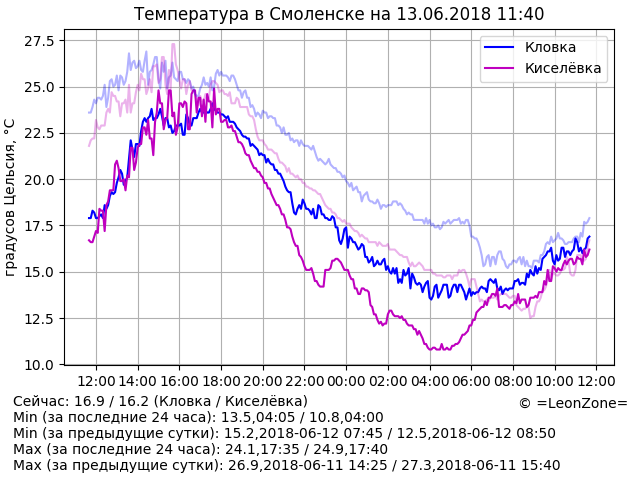 Температура в Смоленске на 13.06.2018 11:40
27.5
25.0
22.5
20.0
17.5
15.0
12.5
10.0
градусов Цельсия, °C
Кловка
Киселёвка
12:00 14:00 16:00 18:00 20:00 22:00 00:00 02:00 04:00 06:00 08:00 10:00 12:00
Сейчас: 16.9 / 16.2 (Кловка / Киселёвка)
© =LeonZone=
Min (за последние 24 часа): 13.5,04:05 / 10.8,04:00
Min (за предыдущие сутки): 15.2,2018-06-12 07:45 / 12.5,2018-06-12 08:50
Max (за последние 24 часа): 24.1,17:35 / 24.9,17:40
Max (за предыдущие сутки): 26.9,2018-06-11 14:25 / 27.3,2018-06-11 15:40